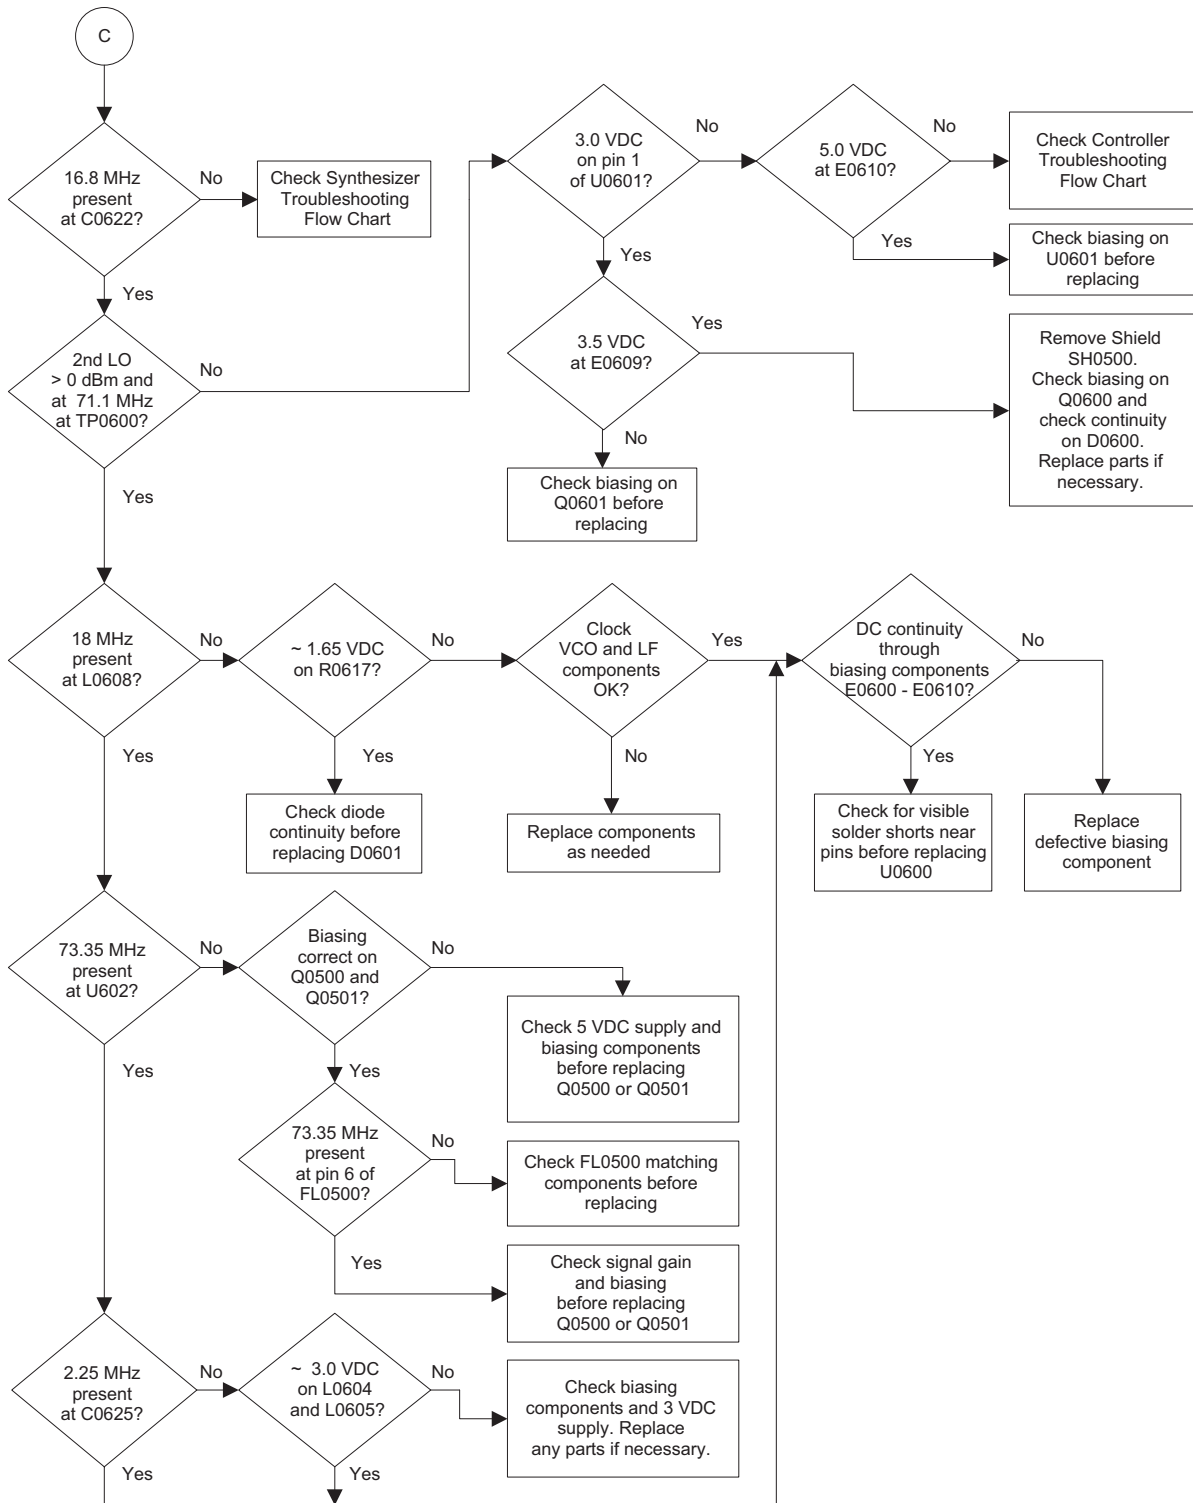 C
16.8 MHz
present
at C0622?
No
Check Synthesizer
Troubleshooting
Flow Chart
Yes
3.0 VDC
on pin 1
of U0601?
No
5.0 VDC
at E0610?
No
Check Controller
Troubleshooting
Flow Chart
Yes
Check biasing on
U0601 before
replacing
Yes
2nd LO
> 0 dBm and
at 71.1 MHz
at TP0600?
No
3.5 VDC
at E0609?
Yes
Remove Shield
SH0500.
Check biasing on
Q0600 and
check continuity
on D0600.
Replace parts if
necessary.
No
Check biasing on
Q0601 before
replacing
Yes
18 MHz
present
at L0608?
No
~ 1.65 VDC
on R0617?
No
Clock
VCO and LF
components
OK?
Yes
DC continuity
through
biasing components
E0600 - E0610?
No
Yes
Yes
No
Yes
Check diode
continuity before
replacing D0601
Replace components
as needed
Check for visible
solder shorts near
pins before replacing
U0600
Replace
defective biasing
component
73.35 MHz
present
at U602?
No
Biasing
correct on
Q0500 and
Q0501?
No
Check 5 VDC supply and
biasing components
before replacing
Q0500 or Q0501
Yes
Yes
73.35 MHz
present
at pin 6 of
FL0500?
No
Check FL0500 matching
components before
replacing
Yes
Check signal gain
and biasing
before replacing
Q0500 or Q0501
2.25 MHz
present
at C0625?
No
~ 3.0 VDC
on L0604
and L0605?
No
Check biasing
components and 3 VDC
supply. Replace
any parts if necessary.
Yes
Yes